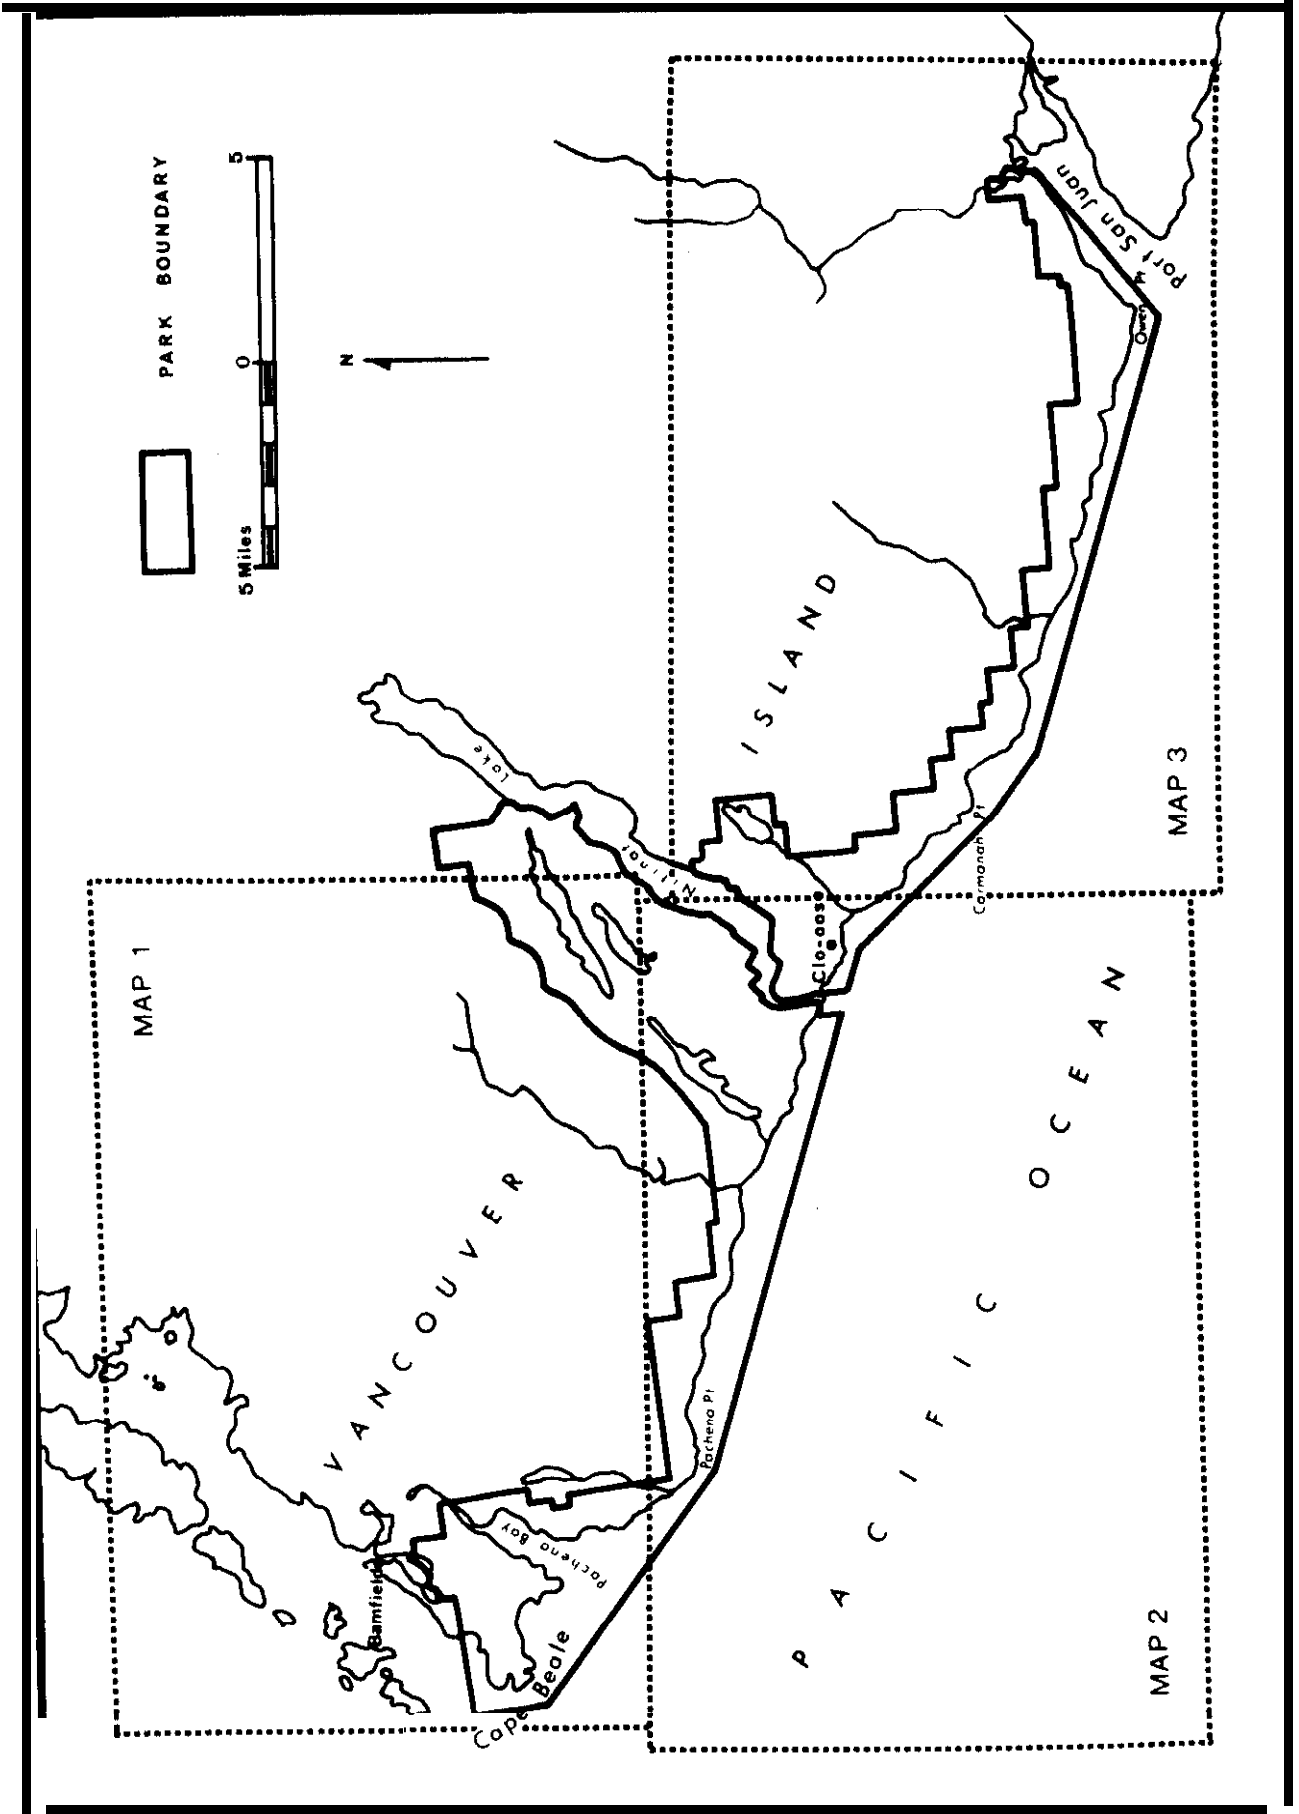 PARK BOUNDARY
5 Miles 0 5
N
MAP 1
VANCOUVER
ISLAND
Bamfield
Cape Beale
Pachena Bay
Pachena Pt
Nitinat Lake
Clo-oose
Carmanah Pt
Port San Juan
Owen Pt
PACIFIC OCEAN
MAP 2
MAP 3